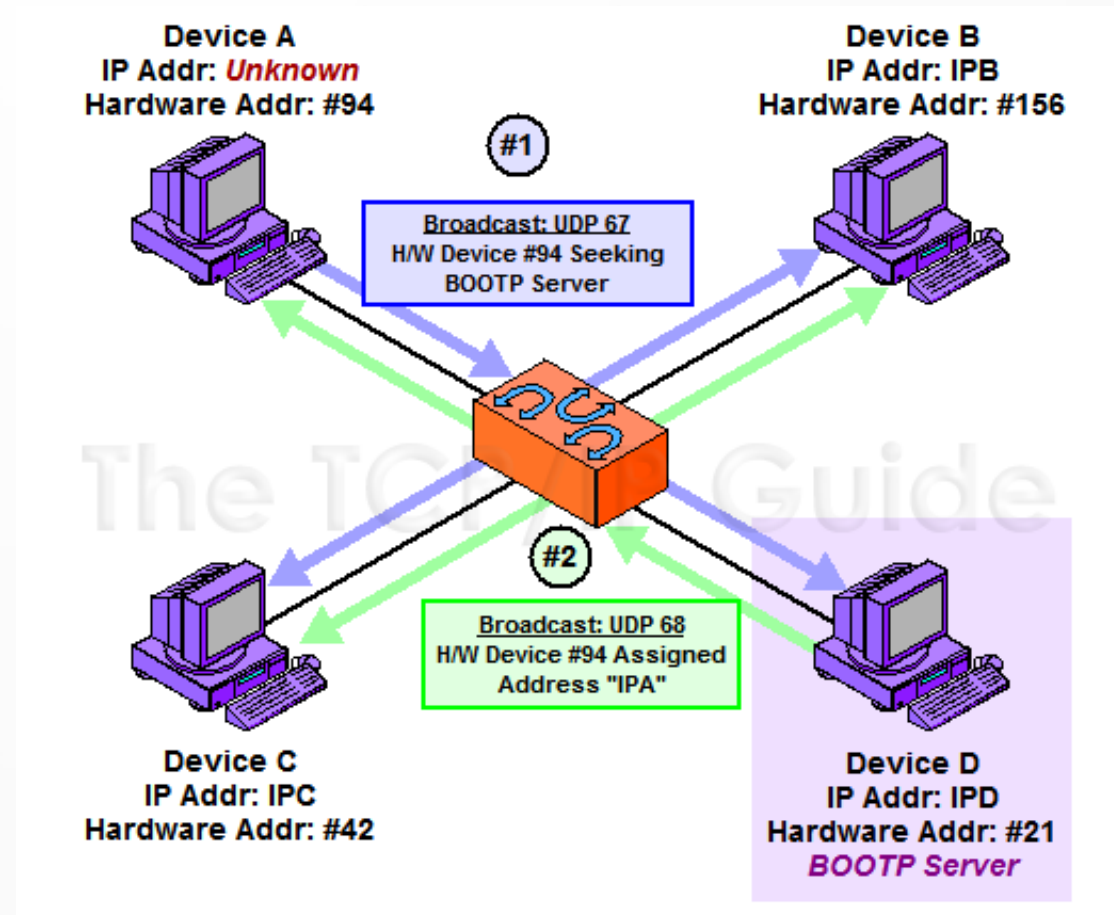 Device A
IP Addr: Unknown
Hardware Addr: #94
Device B
IP Addr: IPB
Hardware Addr: #156
#1
Broadcast: UDP 67
H/W Device #94 Seeking
BOOTP Server
The TCP/IP Guide
#2
Broadcast: UDP 68
H/W Device #94 Assigned
Address "IPA"
Device C
IP Addr: IPC
Hardware Addr: #42
Device D
IP Addr: IPD
Hardware Addr: #21
BOOTP Server